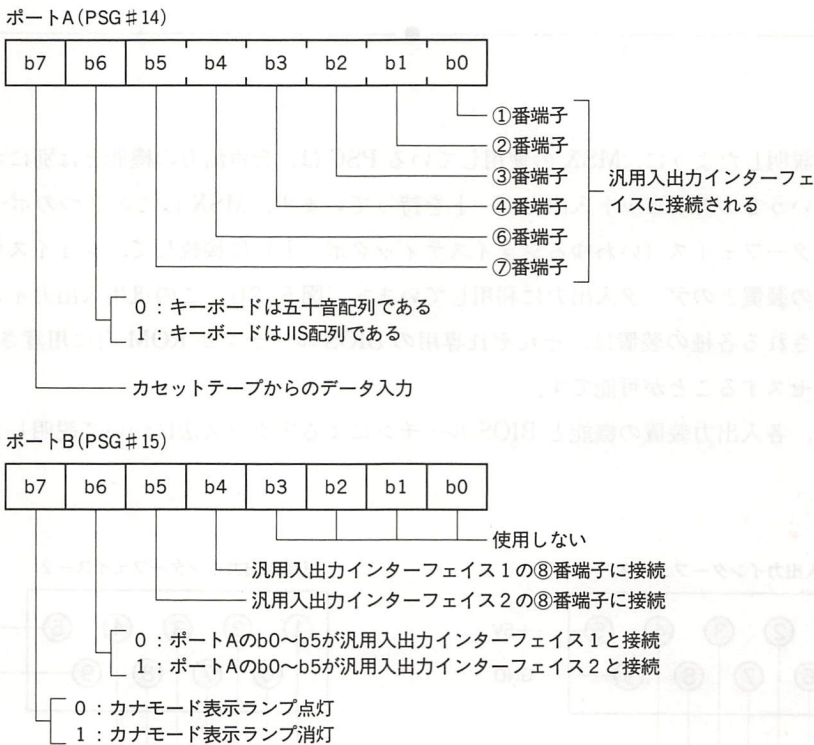 ポートA(PSG♯14)
b7 b6 b5 b4 b3 b2 b1 b0
①番端子
②番端子
③番端子
④番端子
⑥番端子
⑦番端子
汎用入出力インターフェ
イスに接続される
0：キーボードは五十音配列である
1：キーボードはJIS配列である
カセットテープからのデータ入力
ポートB(PSG♯15)
b7 b6 b5 b4 b3 b2 b1 b0
使用しない
汎用入出力インターフェイス1の⑧番端子に接続
汎用入出力インターフェイス2の⑧番端子に接続
0：ポートAのb0～b5が汎用入出力インターフェイス1と接続
1：ポートAのb0～b5が汎用入出力インターフェイス2と接続
0：カナモード表示ランプ点灯
1：カナモード表示ランプ消灯